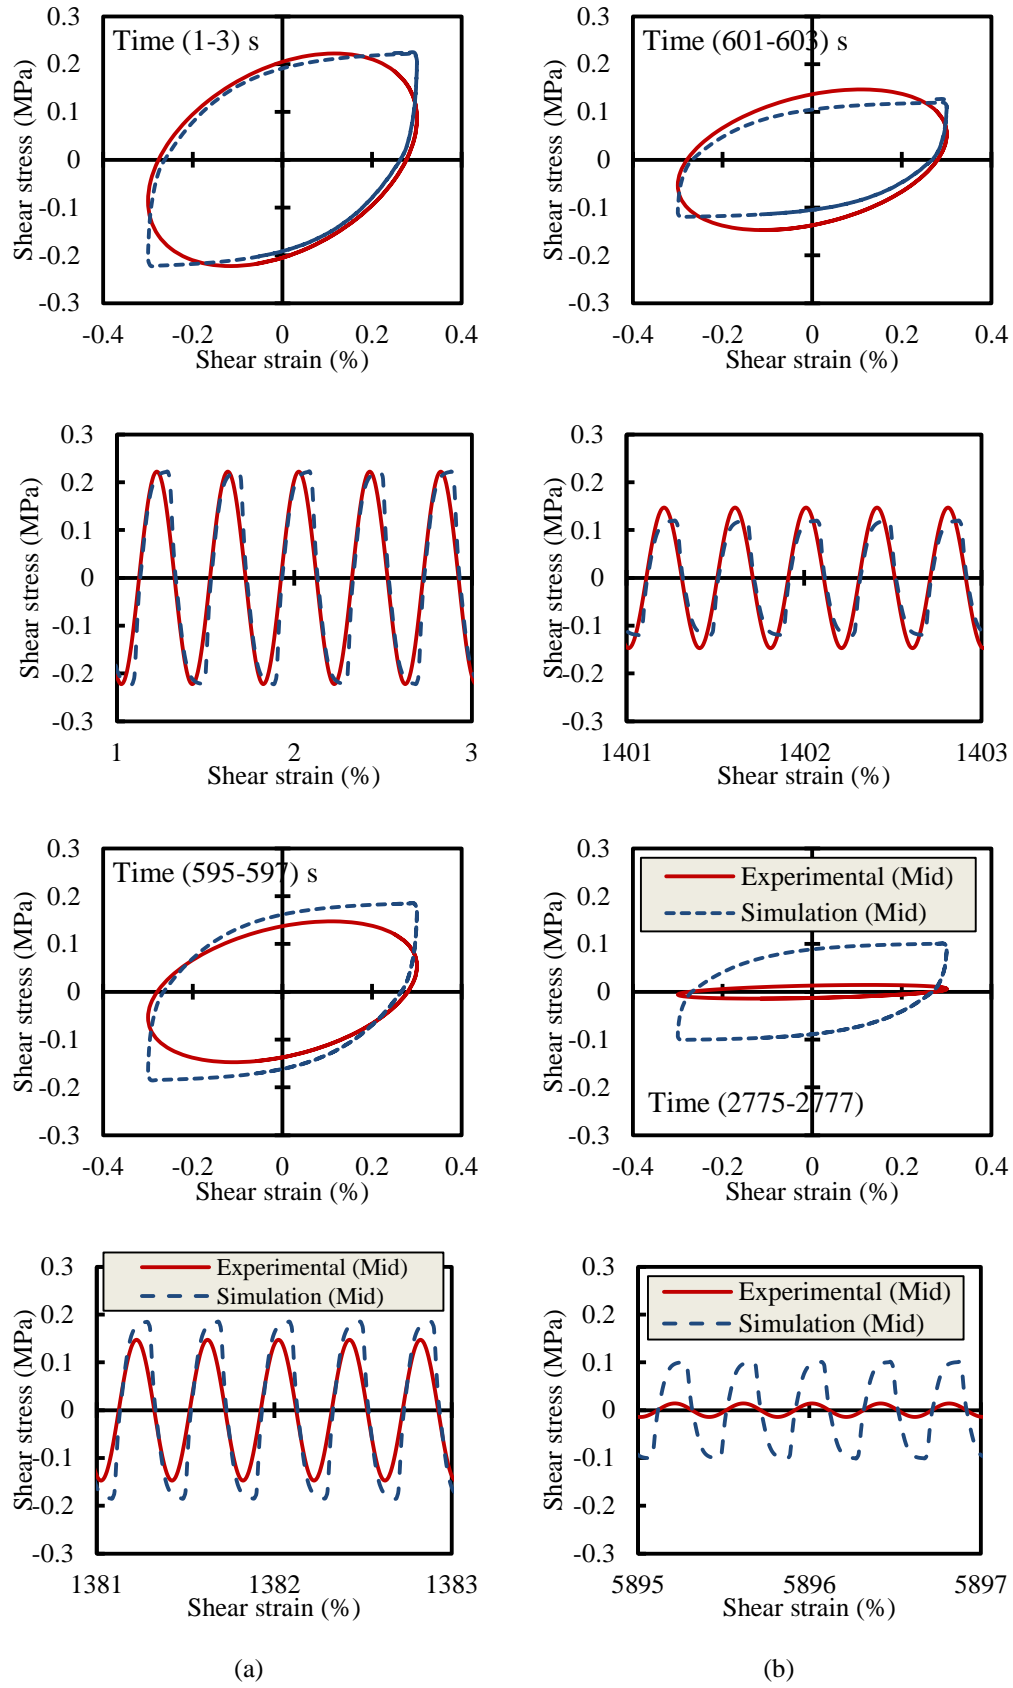 0.3
0.2
0.1
0
-0.1
-0.2
-0.3
Shear stress (MPa)
Time (1-3) s
-0.4 -0.2 0 0.2 0.4
Shear strain (%)
0.3
0.2
0.1
0
-0.1
-0.2
-0.3
Shear stress (MPa)
Time (601-603) s
-0.4 -0.2 0 0.2 0.4
Shear strain (%)
0.3
0.2
0.1
0
-0.1
-0.2
-0.3
Shear stress (MPa)
1 2 3
Shear strain (%)
0.3
0.2
0.1
0
-0.1
-0.2
-0.3
Shear stress (MPa)
1401 1402 1403
Shear strain (%)
0.3
0.2
0.1
0
-0.1
-0.2
-0.3
Shear stress (MPa)
Time (595-597) s
-0.4 -0.2 0 0.2 0.4
Shear strain (%)
0.3
0.2
0.1
0
-0.1
-0.2
-0.3
Shear stress (MPa)
Experimental (Mid)
Simulation (Mid)
Time (2775-2777)
-0.4 -0.2 0 0.2 0.4
Shear strain (%)
0.3
0.2
0.1
0
-0.1
-0.2
-0.3
Shear stress (MPa)
Experimental (Mid)
Simulation (Mid)
1381 1382 1383
Shear strain (%)
0.3
0.2
0.1
0
-0.1
-0.2
-0.3
Shear stress (MPa)
Experimental (Mid)
Simulation (Mid)
5895 5896 5897
Shear strain (%)
(a)
(b)